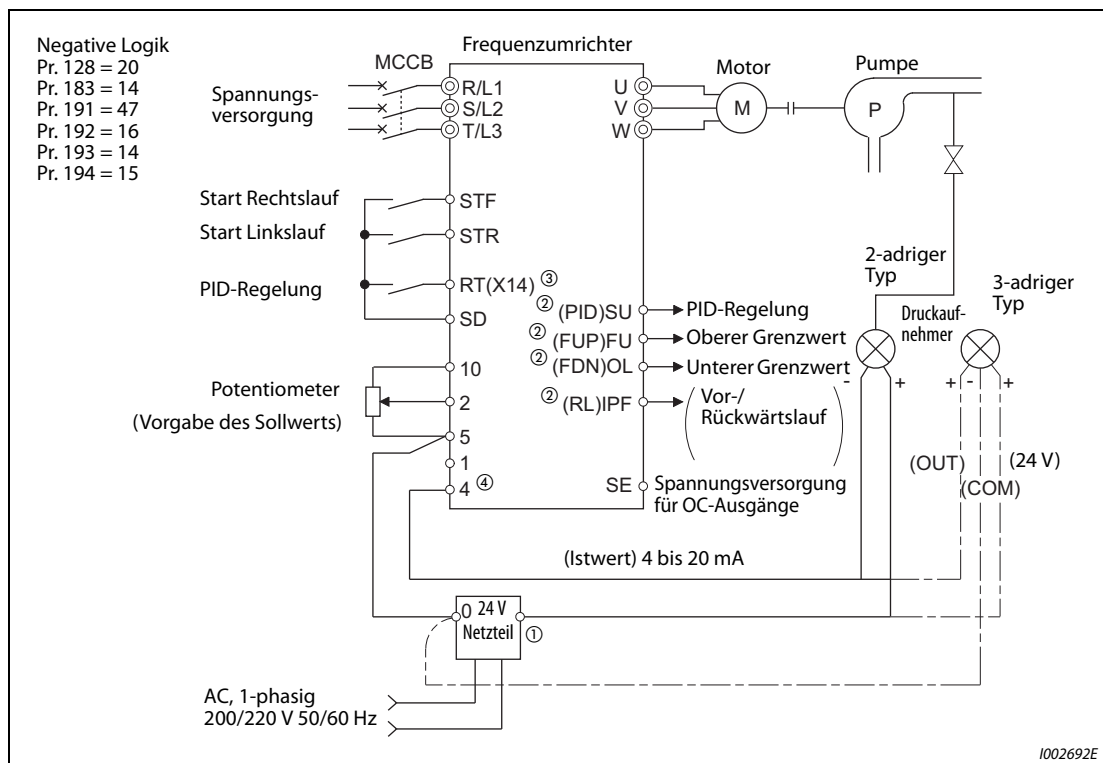 Negative Logik
Pr. 128 = 20
Pr. 183 = 14
Pr. 191 = 47
Pr. 192 = 16
Pr. 193 = 14
Pr. 194 = 15
Frequenzumrichter
MCCB
Spannungs-
versorgung
R/L1
S/L2
T/L3
U
V
W
Motor
M
Pumpe
P
Start Rechtslauf
STF
Start Linkslauf
STR
PID-Regelung
RT(X14) ③
SD
② (PID)SU
PID-Regelung
② (FUP)FU
Oberer Grenzwert
② (FDN)OL
Unterer Grenzwert
② (RL)IPF
Vor-/
Rückwärtslauf
SE
Spannungsversorgung
für OC-Ausgänge
Potentiometer
(Vorgabe des Sollwerts)
10
2
5
1
4 ④
2-adriger
Typ
Druckauf-
nehmer
3-adriger
Typ
- +
+ - +
(OUT)
(COM)
(24 V)
(Istwert) 4 bis 20 mA
0 24 V
Netzteil
①
AC, 1-phasig
200/220 V 50/60 Hz
I002692E